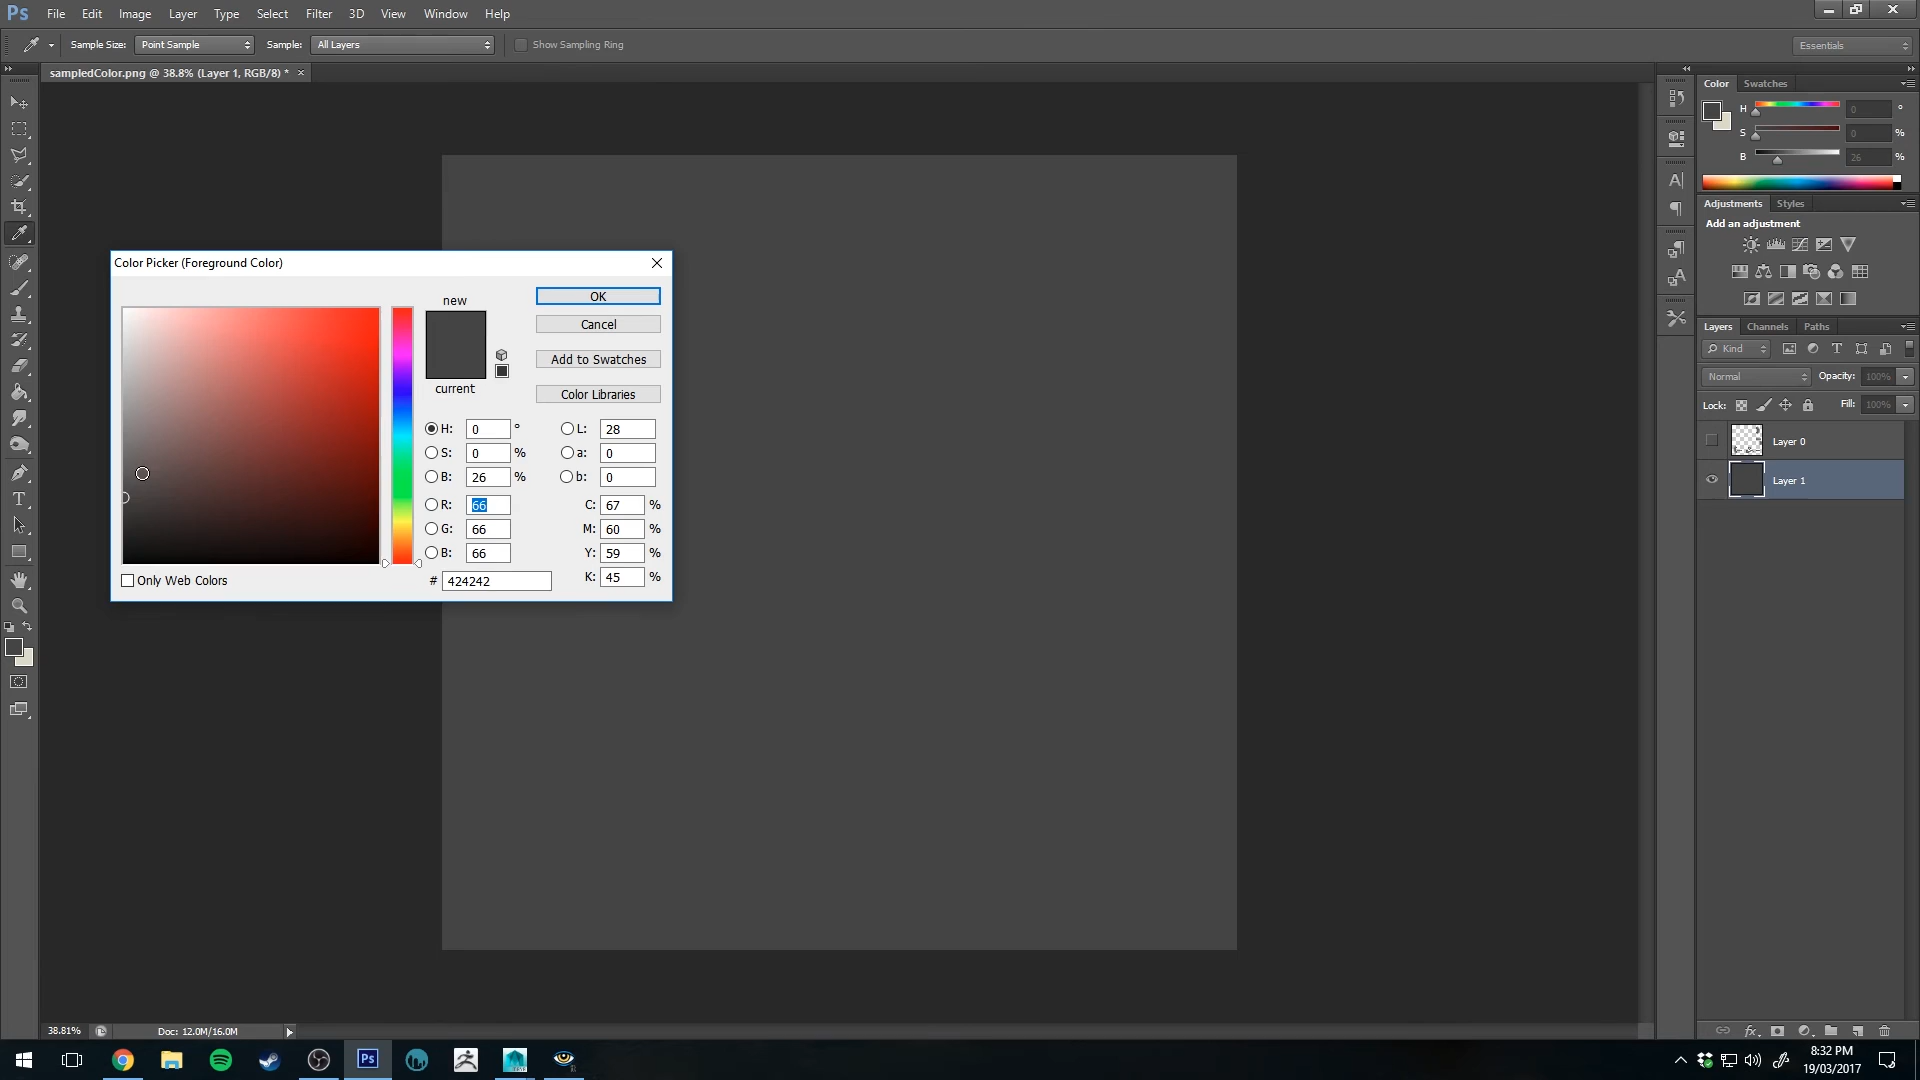 Ps File Edit Image Layer Type Select Filter 3D View Window Help
Sample Size: Point Sample Sample: All Layers Show Sampling Ring Essentials
sampledColor.png @ 38.8% (Layer 1, RGB/8) * ×
Color Swatches
H 0 °
S 0 %
B 26 %
Adjustments Styles
Add an adjustment
Layers Channels Paths
Kind
Normal Opacity: 100%
Lock: Fill: 100%
Layer 0
Layer 1
Color Picker (Foreground Color)
new
current
OK
Cancel
Add to Swatches
Color Libraries
H: 0 ° L: 28
S: 0 % a: 0
B: 26 % b: 0
R: 66 C: 67 %
G: 66 M: 60 %
B: 66 Y: 59 %
K: 45 %
Only Web Colors # 424242
38.81% Doc: 12.0M/16.0M
Ps
8:32 PM
19/03/2017